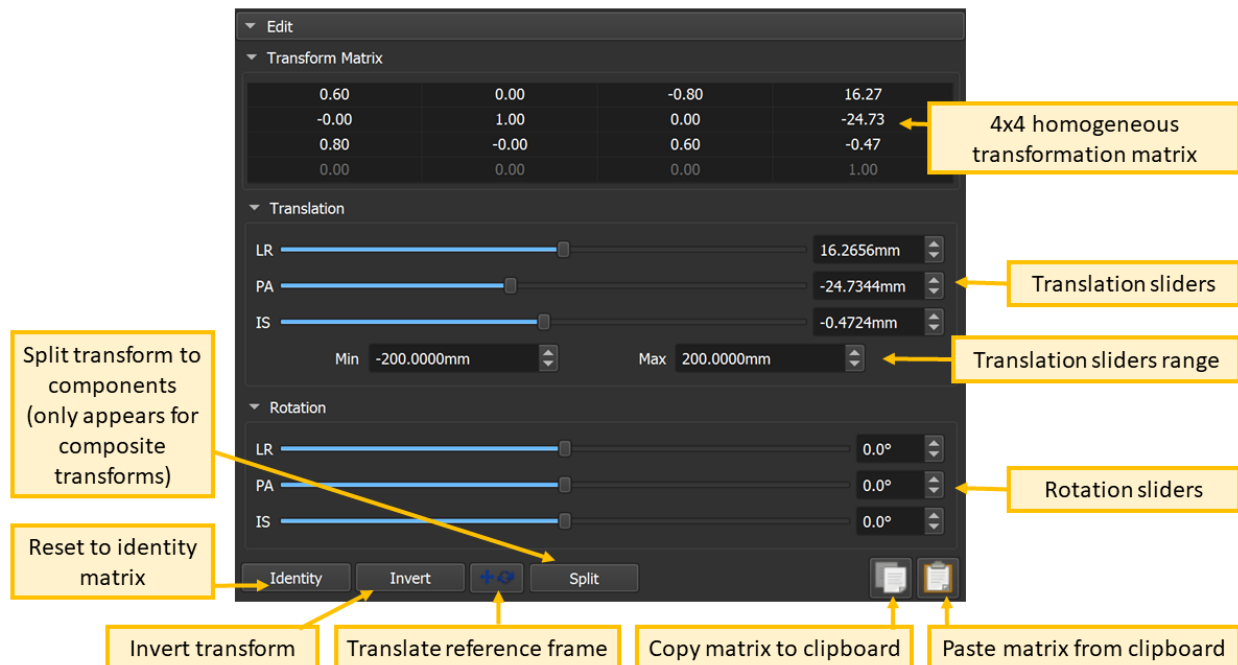 Edit
Transform Matrix
0.60 0.00 -0.80 16.27
-0.00 1.00 0.00 -24.73
0.80 -0.00 0.60 -0.47
0.00 0.00 0.00 1.00
4x4 homogeneous
transformation matrix
Translation
LR 16.2656mm
PA -24.7344mm
IS -0.4724mm
Min -200.0000mm Max 200.0000mm
Translation sliders
Translation sliders range
Split transform to
components
(only appears for
composite
transforms)
Rotation
LR 0.0°
PA 0.0°
IS 0.0°
Rotation sliders
Reset to identity
matrix
Identity Invert Split
Invert transform
Translate reference frame
Copy matrix to clipboard
Paste matrix from clipboard